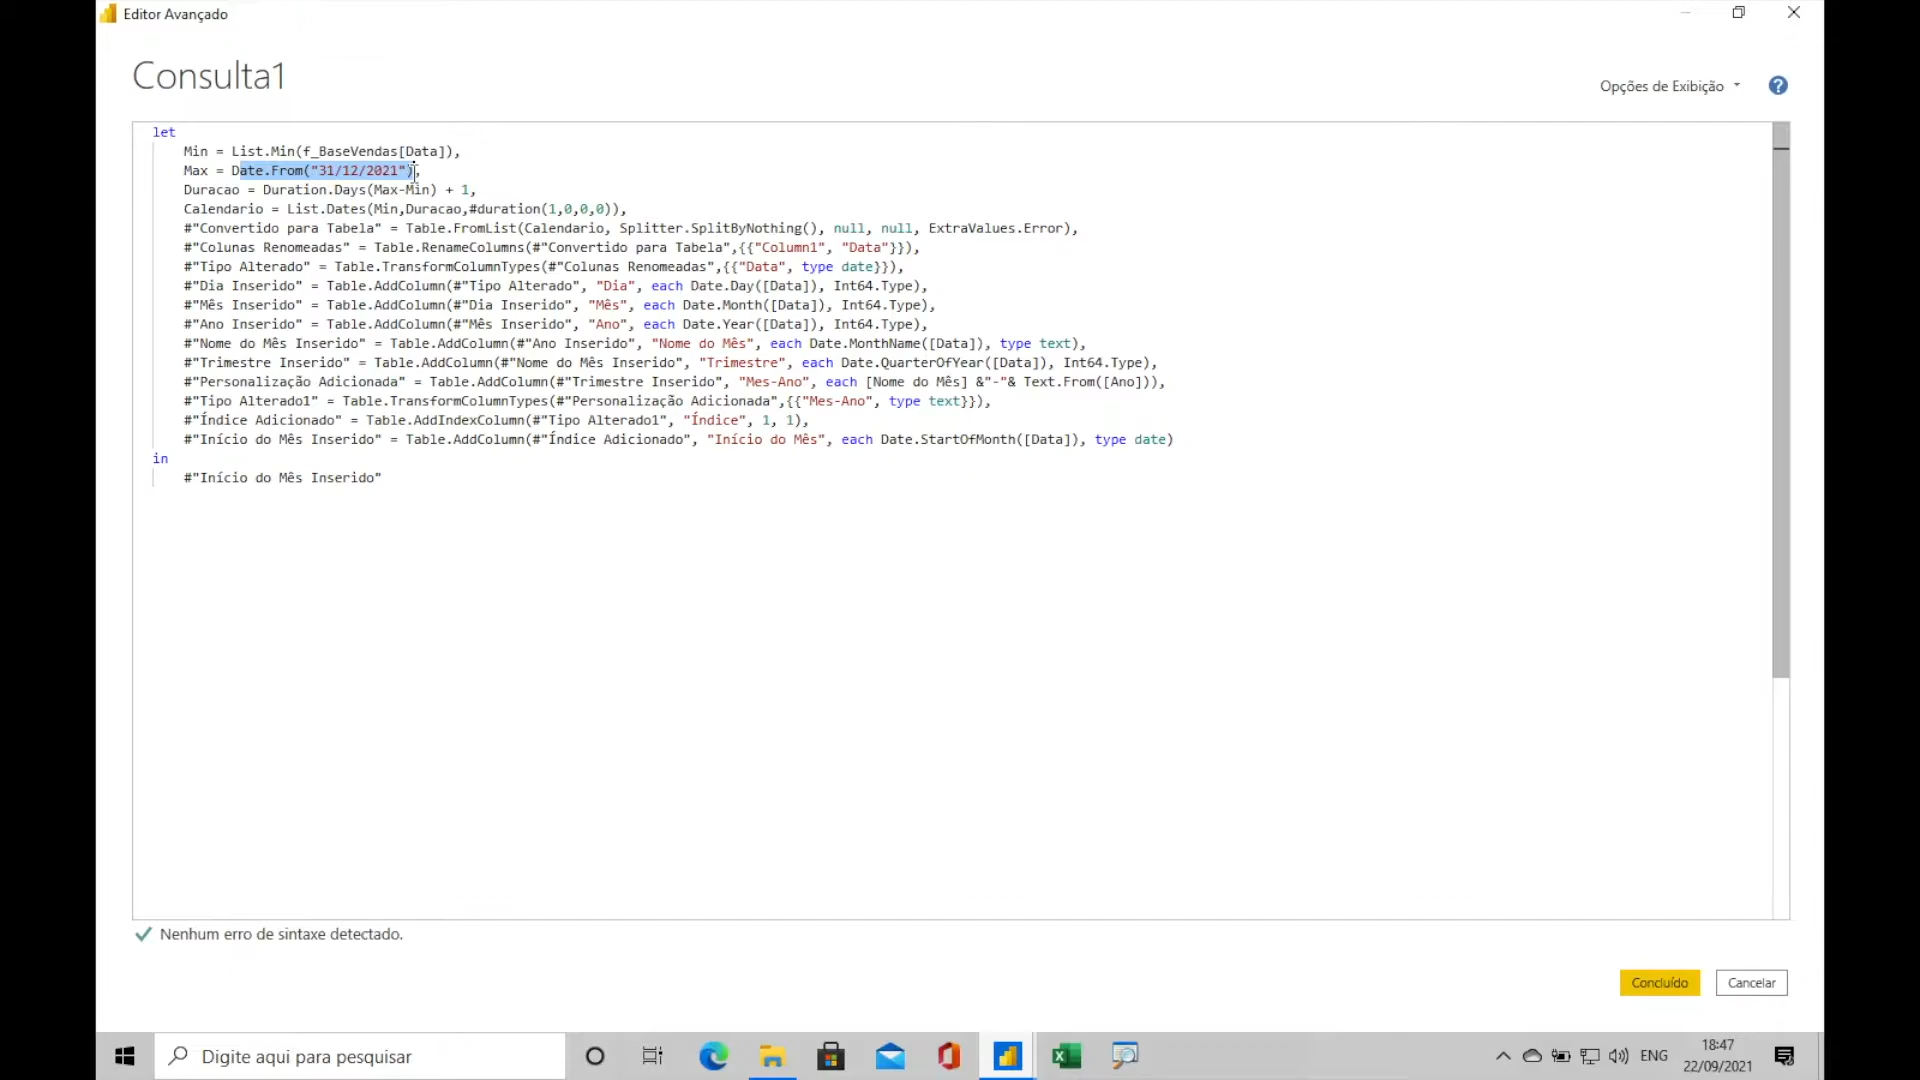 Editor Avançado
Consulta1
Opções de Exibição
?
let
Min = List.Min(f_BaseVendas[Data]),
Max = Date.From("31/12/2021"),
Duracao = Duration.Days(Max-Min) + 1,
Calendario = List.Dates(Min,Duracao,#duration(1,0,0,0)),
#"Convertido para Tabela" = Table.FromList(Calendario, Splitter.SplitByNothing(), null, null, ExtraValues.Error),
#"Colunas Renomeadas" = Table.RenameColumns(#"Convertido para Tabela",{{"Column1", "Data"}}),
#"Tipo Alterado" = Table.TransformColumnTypes(#"Colunas Renomeadas",{{"Data", type date}}),
#"Dia Inserido" = Table.AddColumn(#"Tipo Alterado", "Dia", each Date.Day([Data]), Int64.Type),
#"Mês Inserido" = Table.AddColumn(#"Dia Inserido", "Mês", each Date.Month([Data]), Int64.Type),
#"Ano Inserido" = Table.AddColumn(#"Mês Inserido", "Ano", each Date.Year([Data]), Int64.Type),
#"Nome do Mês Inserido" = Table.AddColumn(#"Ano Inserido", "Nome do Mês", each Date.MonthName([Data]), type text),
#"Trimestre Inserido" = Table.AddColumn(#"Nome do Mês Inserido", "Trimestre", each Date.QuarterOfYear([Data]), Int64.Type),
#"Personalização Adicionada" = Table.AddColumn(#"Trimestre Inserido", "Mes-Ano", each [Nome do Mês] &"-"& Text.From([Ano])),
#"Tipo Alterado1" = Table.TransformColumnTypes(#"Personalização Adicionada",{{"Mes-Ano", type text}}),
#"Índice Adicionado" = Table.AddIndexColumn(#"Tipo Alterado1", "Índice", 1, 1),
#"Início do Mês Inserido" = Table.AddColumn(#"Índice Adicionado", "Início do Mês", each Date.StartOfMonth([Data]), type date)
in
#"Início do Mês Inserido"
Nenhum erro de sintaxe detectado.
Concluído
Cancelar
Digite aqui para pesquisar
ENG
18:47
22/09/2021